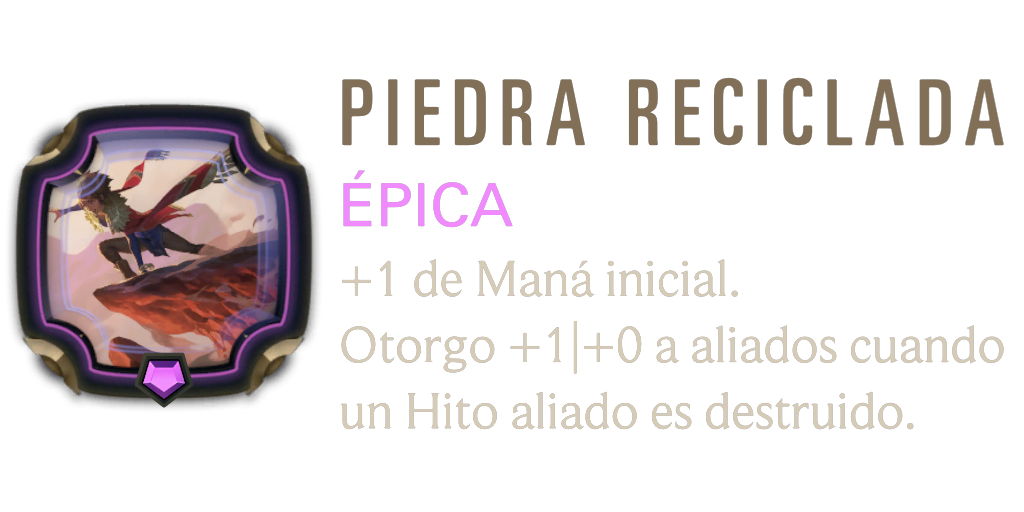 PIEDRA RECICLADA
ÉPICA
+1 de Maná inicial.
Otorgo +1|+0 a aliados cuando
un Hito aliado es destruido.